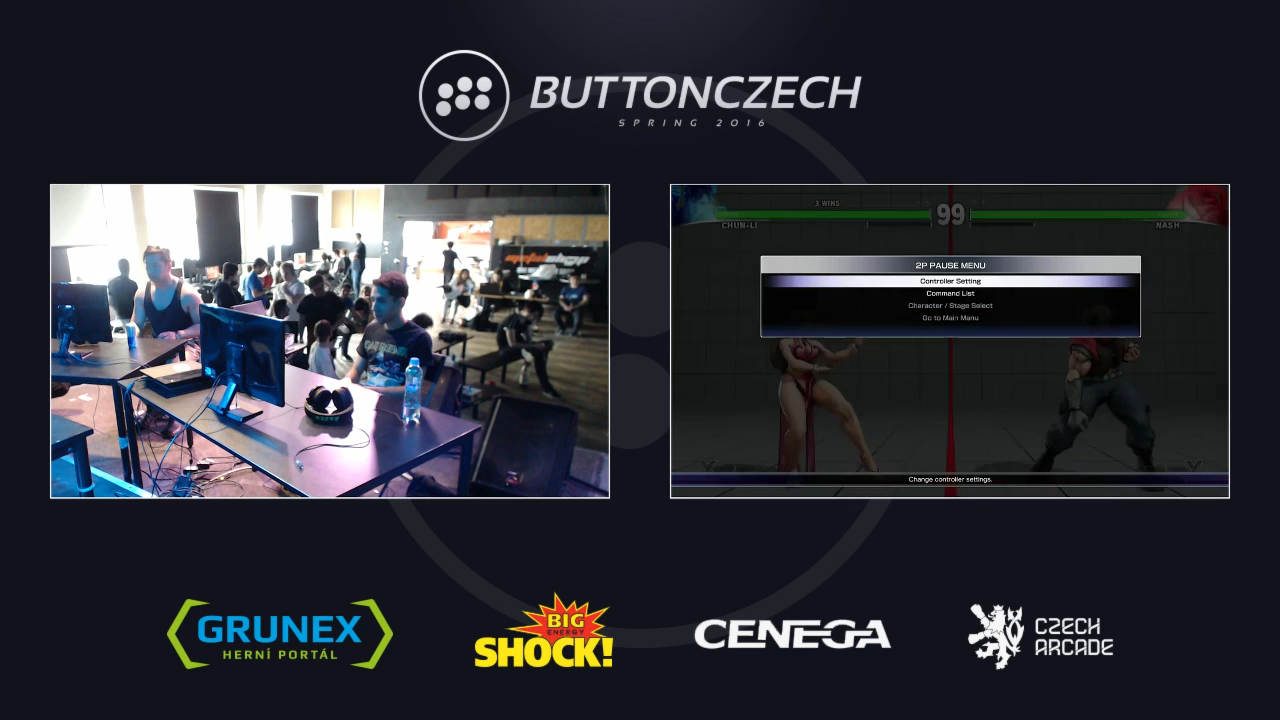 BUTTONCZECH
SPRING 2016
3 WINS
99
CHUN-LI
NASH
2P PAUSE MENU
Controller Setting
Command List
Character / Stage Select
Go to Main Menu
Change controller settings.
GRUNEX
HERNÍ PORTÁL
BIG
ENERGY
SHOCK!
CENEGA
CZECH
ARCADE